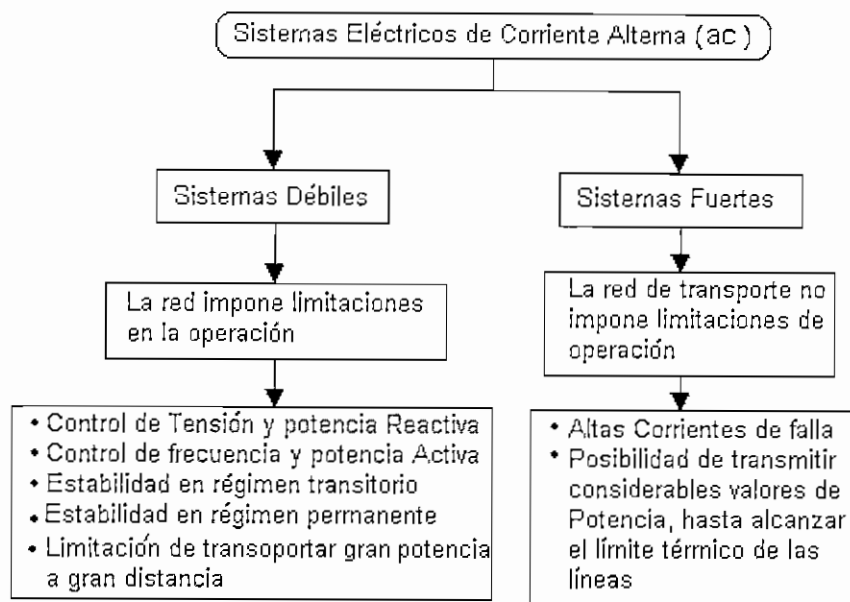 Sistemas Eléctricos de Corriente Alterna (ac)
Sistemas Débiles
Sistemas Fuertes
La red impone limitaciones
en la operación
La red de transporte no
impone limitaciones de
operación
• Control de Tensión y potencia Reactiva
• Control de frecuencia y potencia Activa
• Estabilidad en régimen transitorio
• Estabilidad en régimen permanente
• Limitación de transoportar gran potencia
a gran distancia
• Altas Corrientes de falla
• Posibilidad de transmitir
considerables valores de
Potencia, hasta alcanzar
el límite térmico de las
líneas